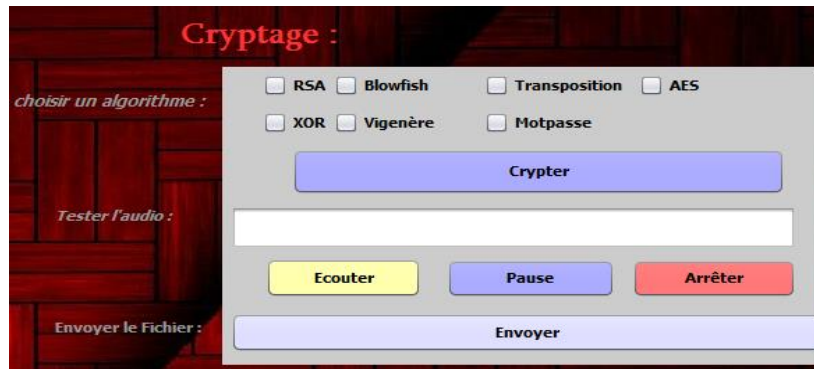 Cryptage :
choisir un algorithme :
RSA Blowfish Transposition AES
XOR Vigenère Motpasse
Crypter
Tester l'audio :
Ecouter Pause Arrêter
Envoyer le Fichier : Envoyer